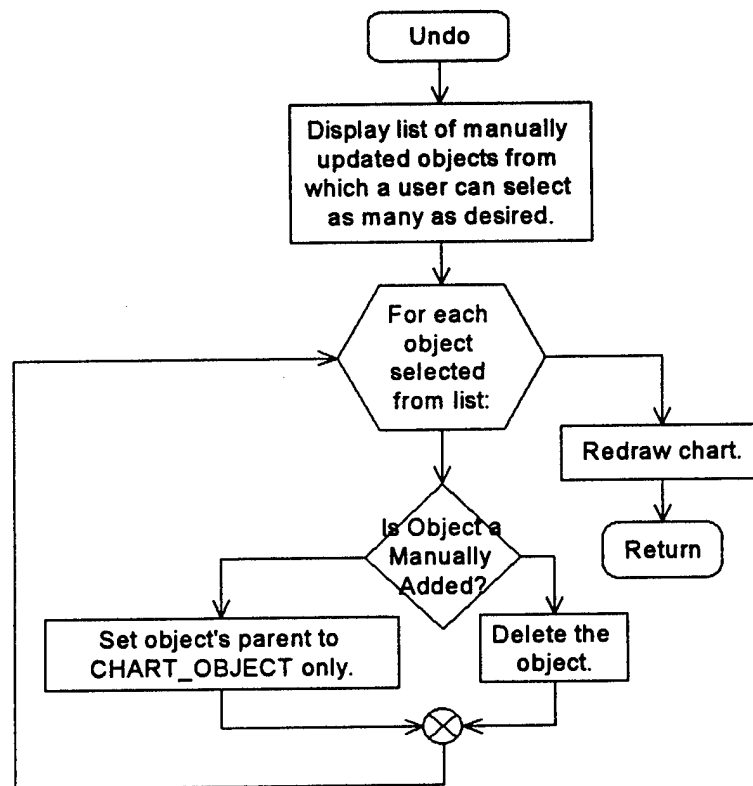 Undo
Display list of manually
updated objects from
which a user can select
as many as desired.
For each
object
selected
from list:
Redraw chart.
Return
Is Object a
Manually
Added?
Set object's parent to
CHART_OBJECT only.
Delete the
object.